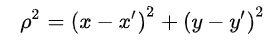 ρ² = (x − x′)² + (y − y′)²